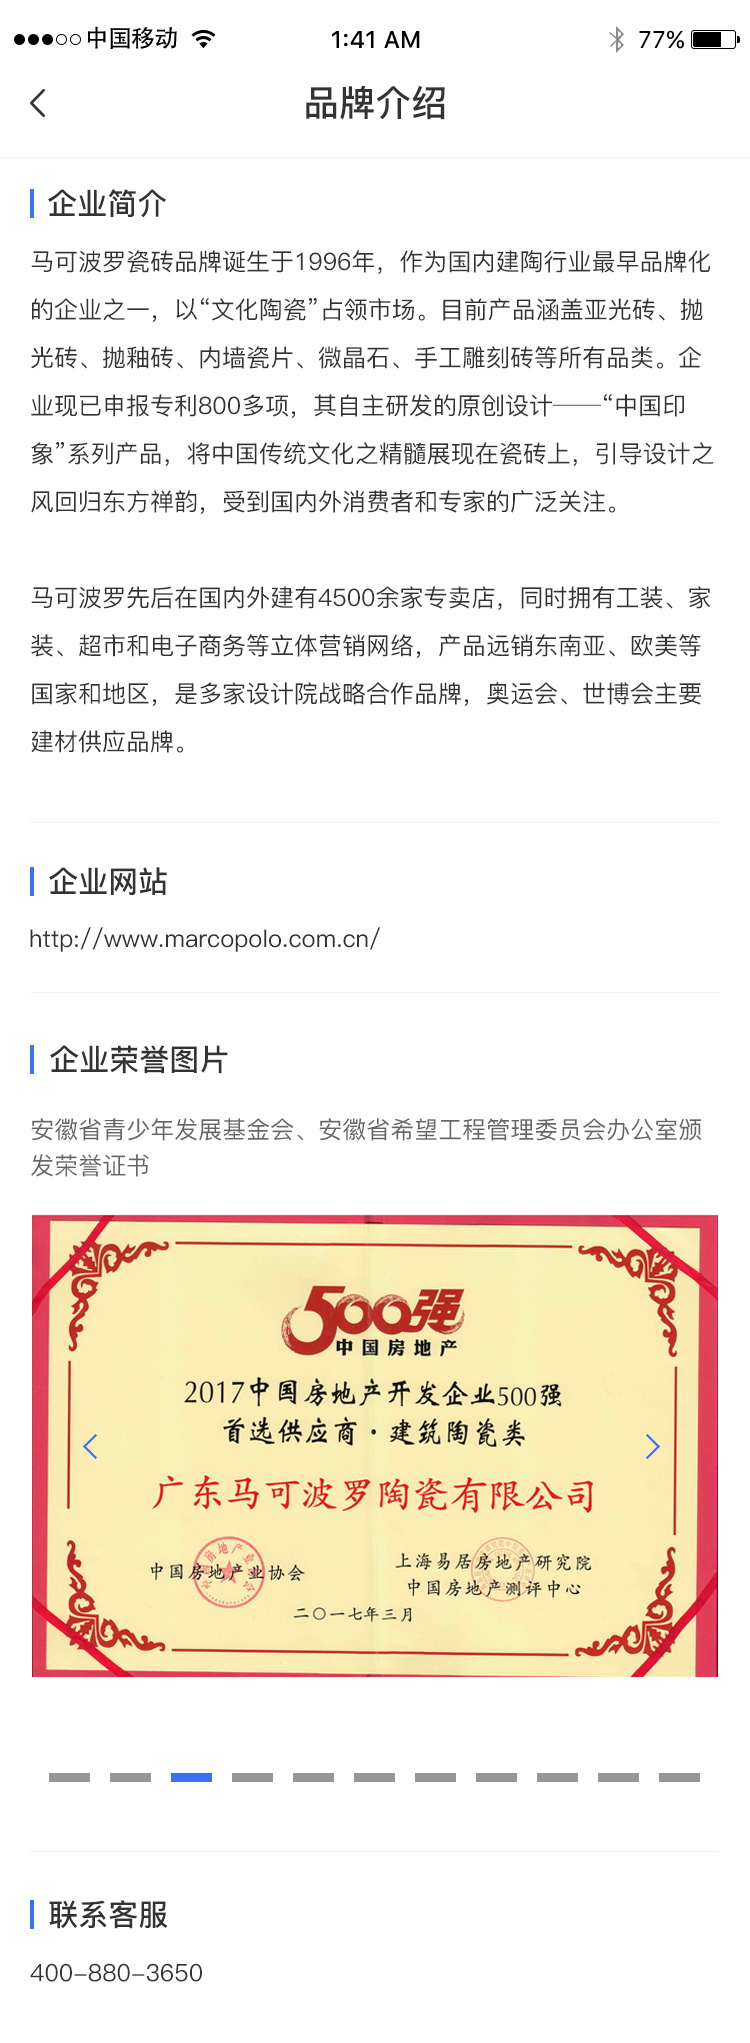 中国移动 1:41 AM 77%
品牌介绍
企业简介
马可波罗瓷砖品牌诞生于1996年，作为国内建陶行业最早品牌化
的企业之一，以“文化陶瓷”占领市场。目前产品涵盖亚光砖、抛
光砖、抛釉砖、内墙瓷片、微晶石、手工雕刻砖等所有品类。企
业现已申报专利800多项，其自主研发的原创设计——“中国印
象”系列产品，将中国传统文化之精髓展现在瓷砖上，引导设计之
风回归东方禅韵，受到国内外消费者和专家的广泛关注。
马可波罗先后在国内外建有4500余家专卖店，同时拥有工装、家
装、超市和电子商务等立体营销网络，产品远销东南亚、欧美等
国家和地区，是多家设计院战略合作品牌，奥运会、世博会主要
建材供应品牌。
企业网站
http://www.marcopolo.com.cn/
企业荣誉图片
安徽省青少年发展基金会、安徽省希望工程管理委员会办公室颁
发荣誉证书
500强
中国房地产
2017中国房地产开发企业500强
首选供应商·建筑陶瓷类
广东马可波罗陶瓷有限公司
中国房地产业协会
上海易居房地产研究院
中国房地产测评中心
二〇一七年三月
联系客服
400-880-3650